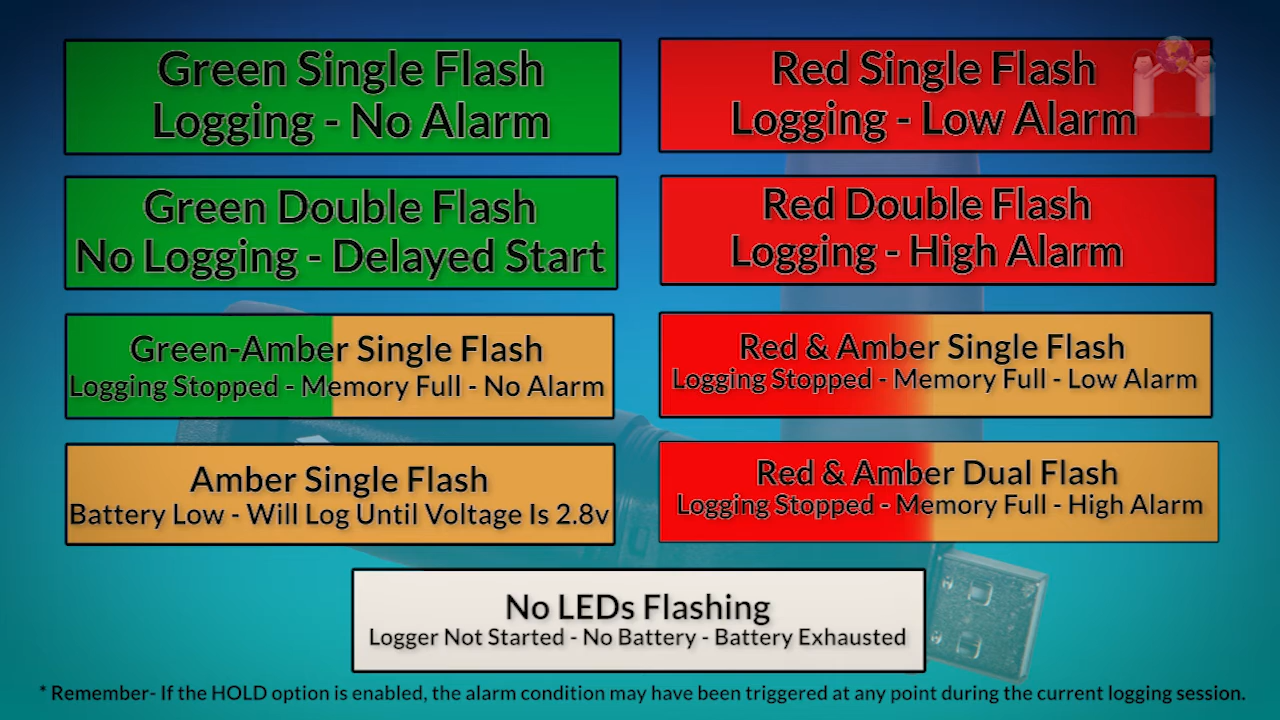 Green Single Flash
Logging - No Alarm
Red Single Flash
Logging - Low Alarm
Green Double Flash
No Logging - Delayed Start
Red Double Flash
Logging - High Alarm
Green-Amber Single Flash
Logging Stopped - Memory Full - No Alarm
Red & Amber Single Flash
Logging Stopped - Memory Full - Low Alarm
Amber Single Flash
Battery Low - Will Log Until Voltage Is 2.8v
Red & Amber Dual Flash
Logging Stopped - Memory Full - High Alarm
No LEDs Flashing
Logger Not Started - No Battery - Battery Exhausted
* Remember- If the HOLD option is enabled, the alarm condition may have been triggered at any point during the current logging session.